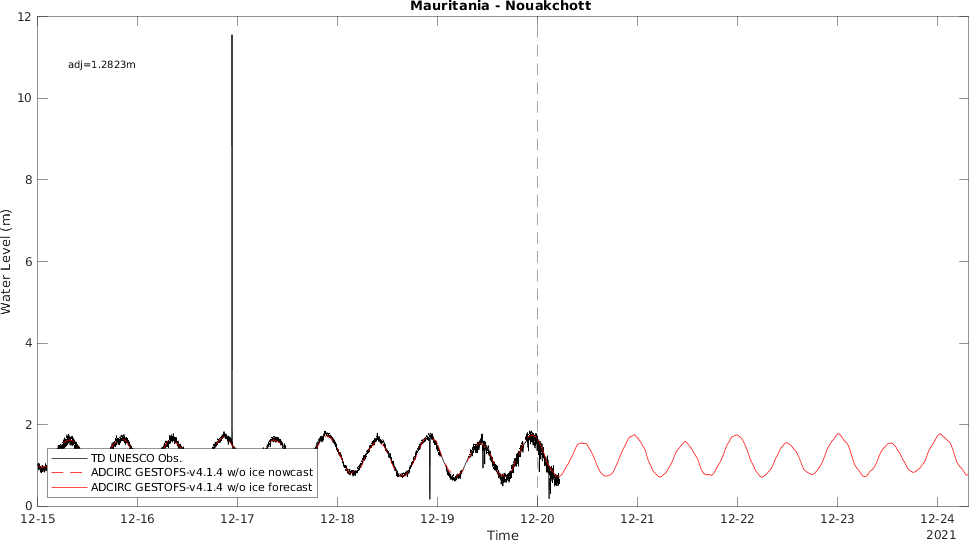 Mauritania - Nouakchott
12
10
8
6
4
2
0
Water Level (m)
adj=1.2823m
TD UNESCO Obs.
ADCIRC GESTOFS-v4.1.4 w/o ice nowcast
ADCIRC GESTOFS-v4.1.4 w/o ice forecast
12-15 12-16 12-17 12-18 12-19 12-20 12-21 12-22 12-23 12-24
Time
2021